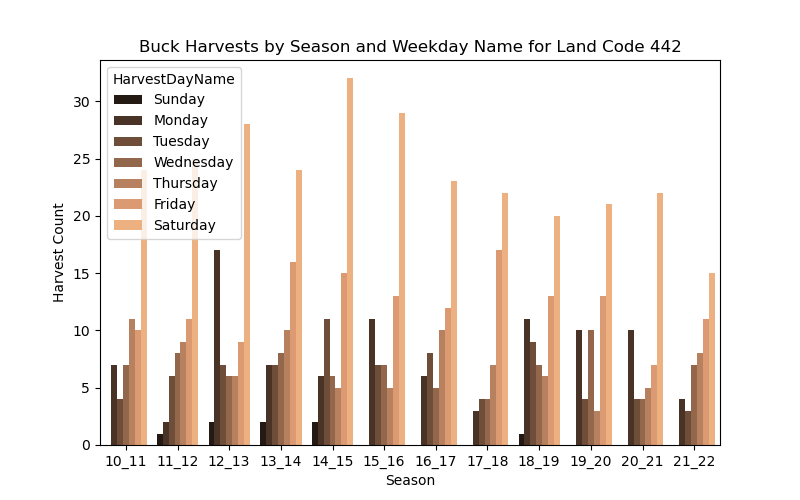 Buck Harvests by Season and Weekday Name for Land Code 442
HarvestDayName
Sunday
Monday
Tuesday
Wednesday
Thursday
Friday
Saturday
Harvest Count
30
25
20
15
10
5
0
10_11 11_12 12_13 13_14 14_15 15_16 16_17 17_18 18_19 19_20 20_21 21_22
Season